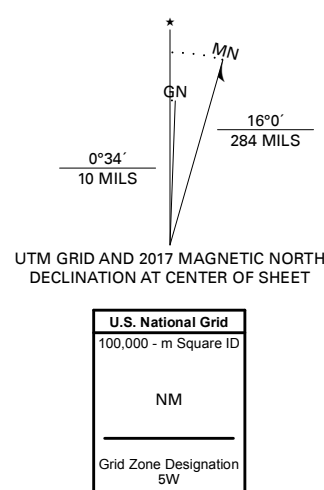 ★
MN
GN
16°0´
284 MILS
0°34´
10 MILS
UTM GRID AND 2017 MAGNETIC NORTH
DECLINATION AT CENTER OF SHEET
U.S. National Grid
100,000 - m Square ID
NM
Grid Zone Designation
5W